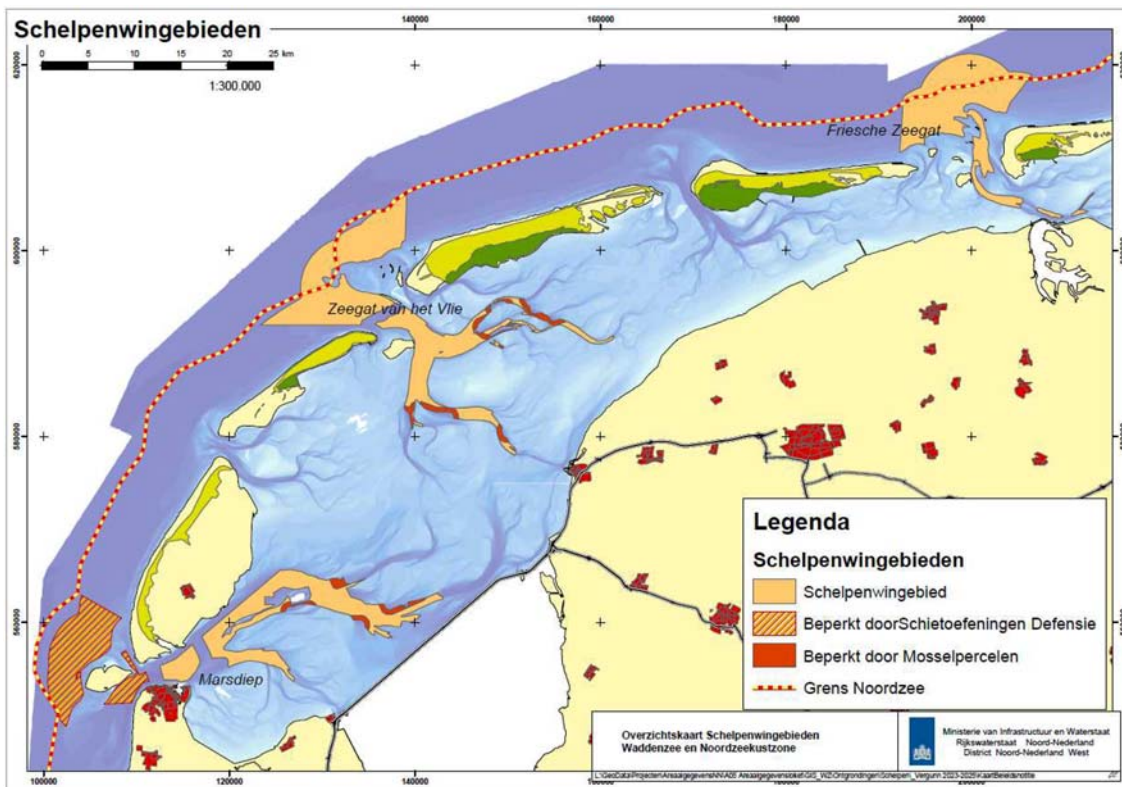 Schelpenwingebieden
0 5 10 15 20 25 km
1:300.000
140000
160000
180000
200000
620000
600000
580000
560000
Friesche Zeegat
Zeegat van het Vlie
Marsdiep
Legenda
Schelpenwingebieden
Schelpenwingebied
Beperkt doorSchietoefeningen Defensie
Beperkt door Mosselpercelen
Grens Noordzee
Overzichtskaart Schelpenwingebieden
Waddenzee en Noordzeekustzone
Ministerie van Infrastructuur en Waterstaat
Rijkswaterstaat Noord-Nederland
District Noord-Nederland West
100000
120000
140000